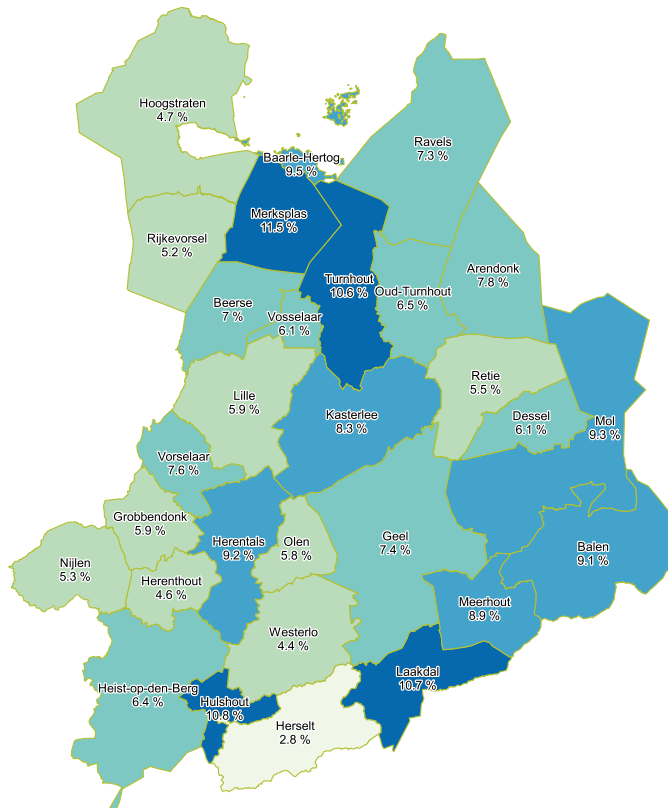 Hoogstraten
4.7 %
Ravels
7.3 %
Baarle-Hertog
9.5 %
Merksplas
11.5 %
Rijkevorsel
5.2 %
Arendonk
7.8 %
Turnhout
10.6 %
Oud-Turnhout
6.5 %
Beerse
7 %
Vosselaar
6.1 %
Retie
5.5 %
Lille
5.9 %
Kasterlee
8.3 %
Dessel
6.1 %
Mol
9.3 %
Vorselaar
7.6 %
Grobbendonk
5.9 %
Herentals
9.2 %
Olen
5.8 %
Geel
7.4 %
Balen
9.1 %
Nijlen
5.3 %
Herenthout
4.6 %
Meerhout
8.9 %
Westerlo
4.4 %
Laakdal
10.7 %
Heist-op-den-Berg
6.4 %
Hulshout
10.8 %
Herselt
2.8 %